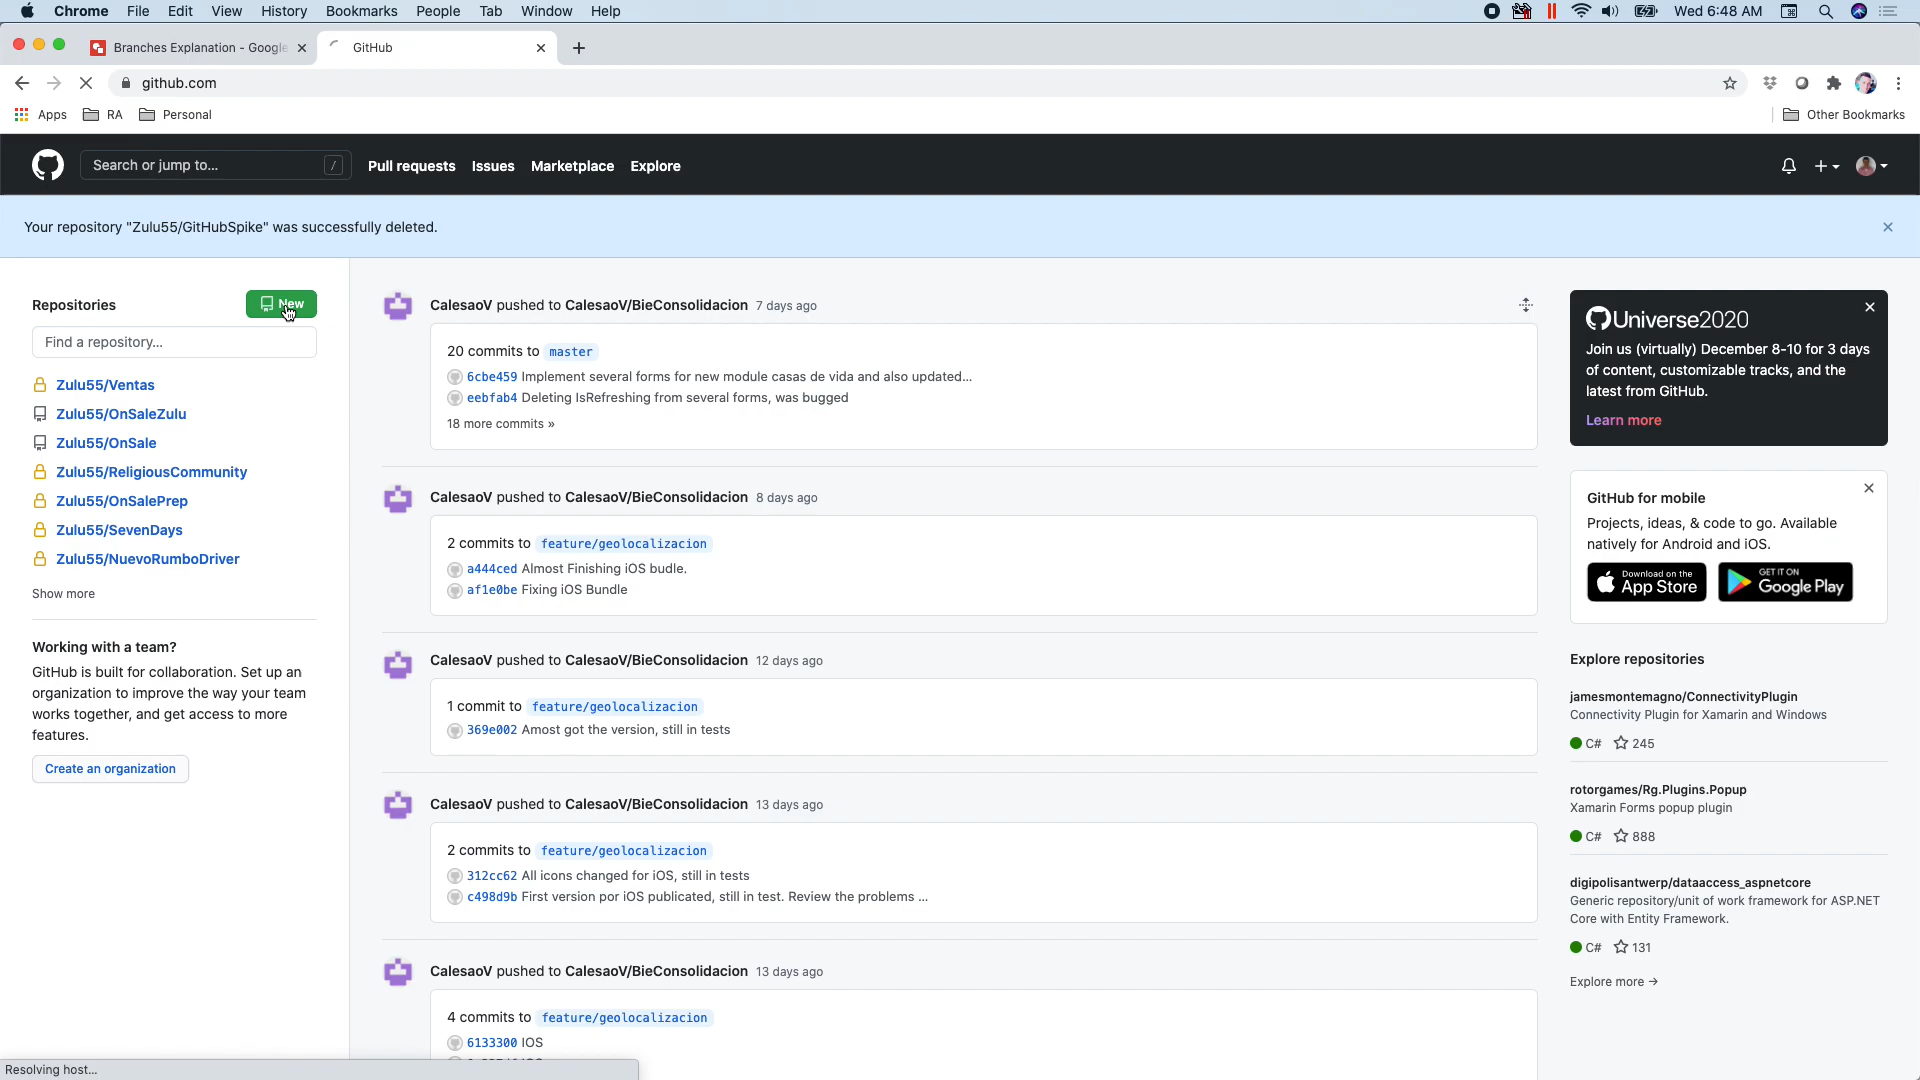 Chrome File Edit View History Bookmarks People Tab Window Help Wed 6:48 AM
Branches Explanation - Google GitHub
github.com
Apps RA Personal Other Bookmarks
Search or jump to... / Pull requests Issues Marketplace Explore
Your repository "Zulu55/GitHubSpike" was successfully deleted.
Repositories New
Find a repository...
Zulu55/Ventas
Zulu55/OnSaleZulu
Zulu55/OnSale
Zulu55/ReligiousCommunity
Zulu55/OnSalePrep
Zulu55/SevenDays
Zulu55/NuevoRumboDriver
Show more
Working with a team?
GitHub is built for collaboration. Set up an
organization to improve the way your team
works together, and get access to more
features.
Create an organization
CalesaoV pushed to CalesaoV/BieConsolidacion 7 days ago
20 commits to master
6cbe459 Implement several forms for new module casas de vida and also updated...
eebfab4 Deleting IsRefreshing from several forms, was bugged
18 more commits »
CalesaoV pushed to CalesaoV/BieConsolidacion 8 days ago
2 commits to feature/geolocalizacion
a444ced Almost Finishing iOS budle.
af1e0be Fixing iOS Bundle
CalesaoV pushed to CalesaoV/BieConsolidacion 12 days ago
1 commit to feature/geolocalizacion
369e002 Amost got the version, still in tests
CalesaoV pushed to CalesaoV/BieConsolidacion 13 days ago
2 commits to feature/geolocalizacion
312cc62 All icons changed for iOS, still in tests
c498d9b First version por iOS publicated, still in test. Review the problems ...
CalesaoV pushed to CalesaoV/BieConsolidacion 13 days ago
4 commits to feature/geolocalizacion
6133300 IOS
Universe2020
Join us (virtually) December 8-10 for 3 days
of content, customizable tracks, and the
latest from GitHub.
Learn more
GitHub for mobile
Projects, ideas, & code to go. Available
natively for Android and iOS.
Download on the App Store GET IT ON Google Play
Explore repositories
jamesmontemagno/ConnectivityPlugin
Connectivity Plugin for Xamarin and Windows
C# 245
rotorgames/Rg.Plugins.Popup
Xamarin Forms popup plugin
C# 888
digipolisantwerp/dataaccess_aspnetcore
Generic repository/unit of work framework for ASP.NET
Core with Entity Framework.
C# 131
Explore more →
Resolving host...